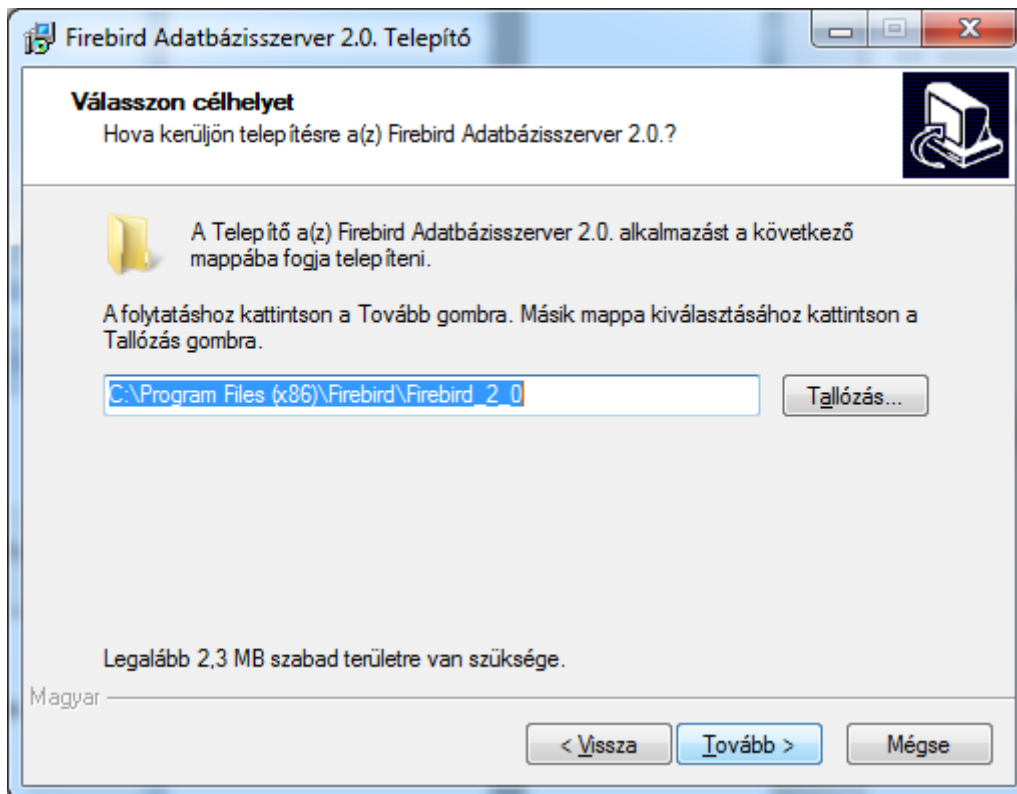 Firebird Adatbázisszerver 2.0. Telepítő
Válasszon célhelyet
Hova kerüljön telepítésre a(z) Firebird Adatbázisszerver 2.0.?
A Telepítő a(z) Firebird Adatbázisszerver 2.0. alkalmazást a következő
mappába fogja telepíteni.
A folytatáshoz kattintson a Tovább gombra. Másik mappa kiválasztásához kattintson a
Tallózás gombra.
C:\Program Files (x86)\Firebird\Firebird_2_0
Tallózás...
Legalább 2,3 MB szabad területre van szüksége.
Magyar
< Vissza
Tovább >
Mégse